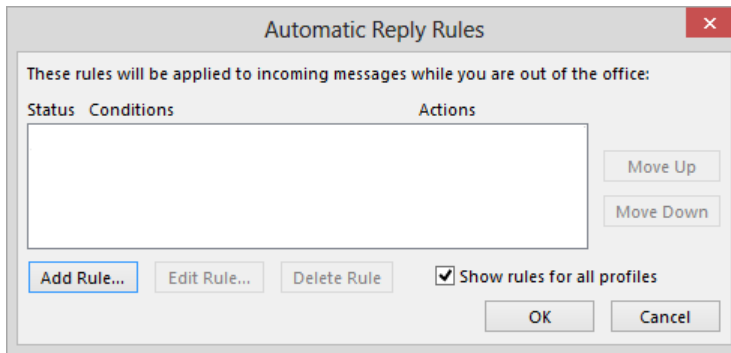 Automatic Reply Rules
These rules will be applied to incoming messages while you are out of the office:
Status Conditions Actions
Move Up
Move Down
Add Rule... Edit Rule... Delete Rule Show rules for all profiles
OK Cancel